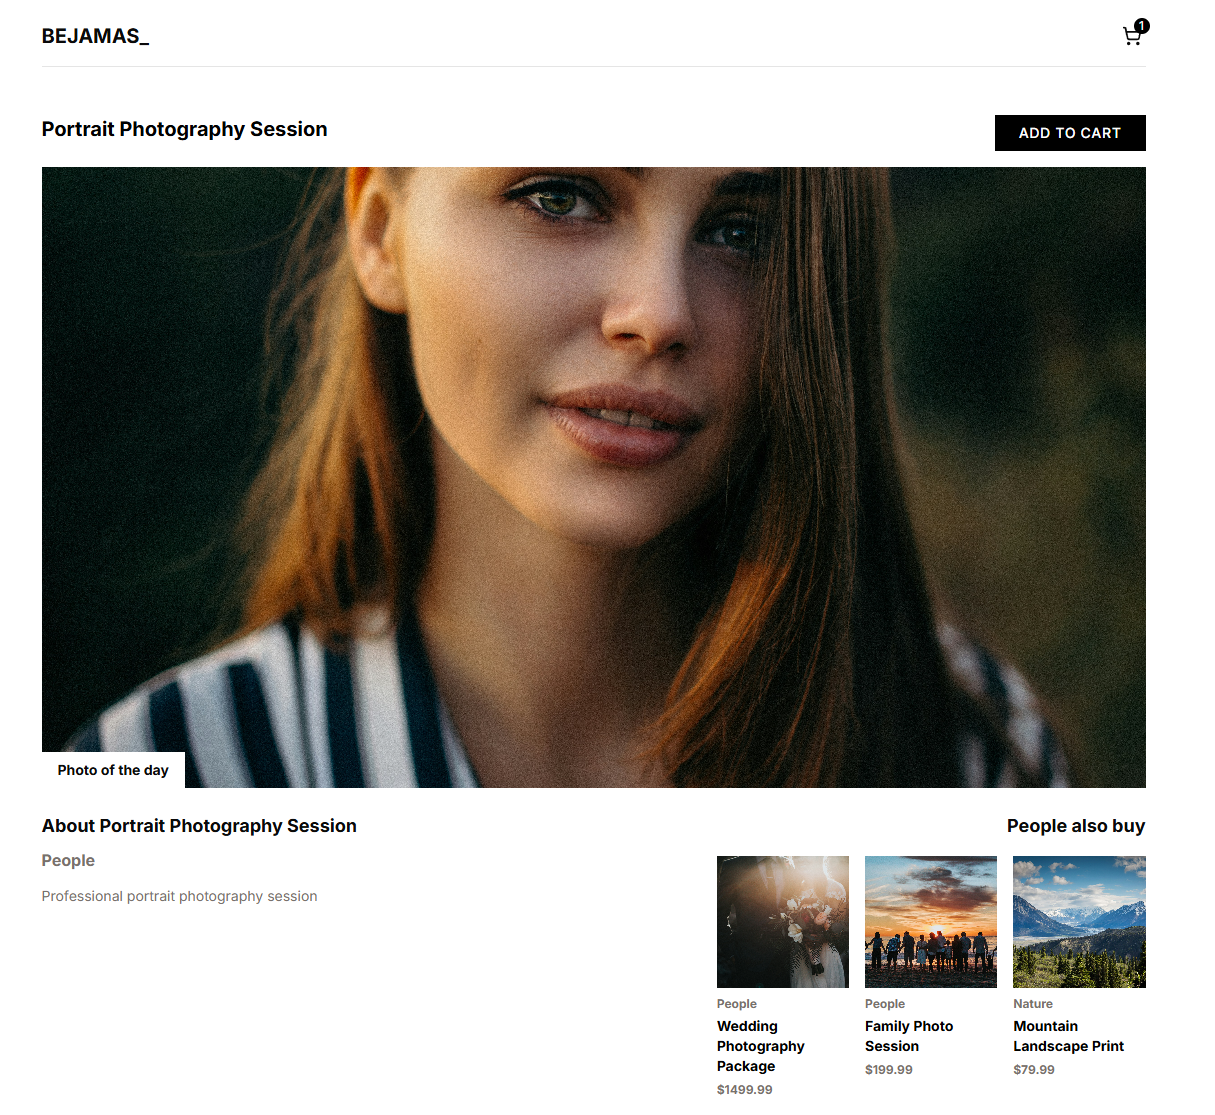 BEJAMAS_
1
Portrait Photography Session
ADD TO CART
Photo of the day
About Portrait Photography Session
People
Professional portrait photography session
People also buy
People
Wedding
Photography
Package
$1499.99
People
Family Photo
Session
$199.99
Nature
Mountain
Landscape Print
$79.99